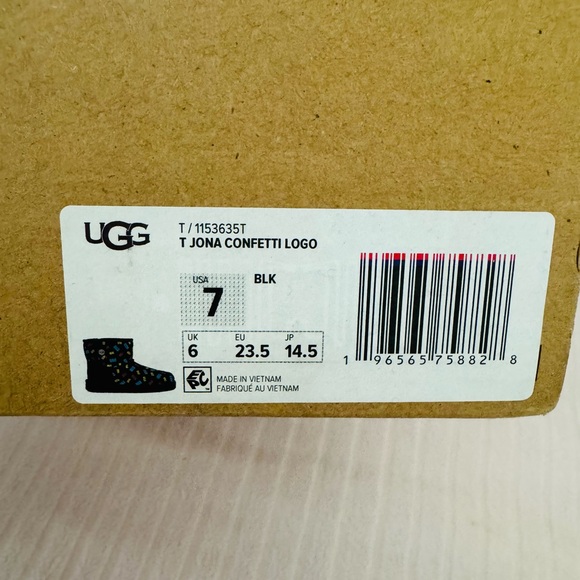 UGG
T / 1153635T
T JONA CONFETTI LOGO
USA
7
BLK
UK EU JP
6 23.5 14.5
1 96565 75882 8
MADE IN VIETNAM
FABRIQUÉ AU VIETNAM